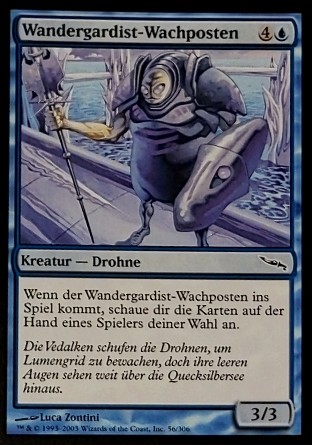 Wandergardist-Wachposten 4
Kreatur — Drohne
Wenn der Wandergardist-Wachposten ins
Spiel kommt, schaue dir die Karten auf der
Hand eines Spielers deiner Wahl an.
Die Vedalken schufen die Drohnen, um
Lumengrid zu bewachen, doch ihre leeren
Augen sehen weit über die Quecksilbersee
hinaus.
Luca Zontini
™ & © 1993-2003 Wizards of the Coast, Inc. 56/306
3/3